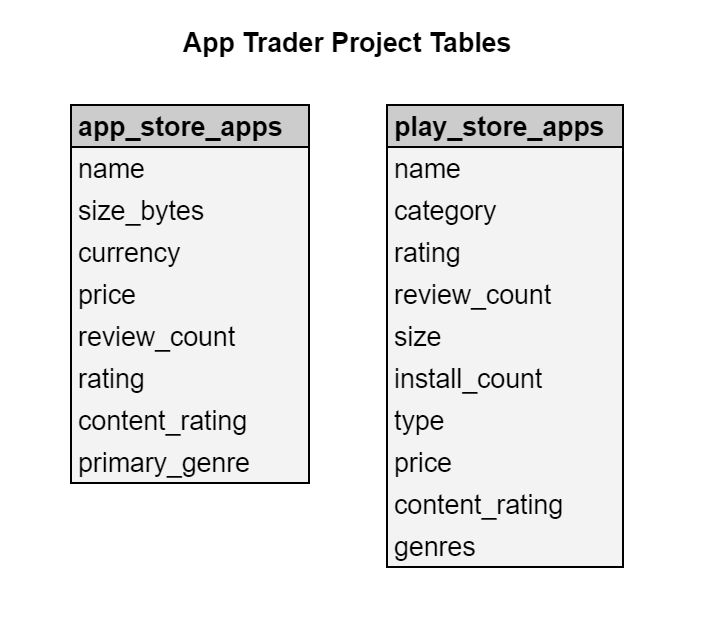 App Trader Project Tables
app_store_apps
name
size_bytes
currency
price
review_count
rating
content_rating
primary_genre
play_store_apps
name
category
rating
review_count
size
install_count
type
price
content_rating
genres